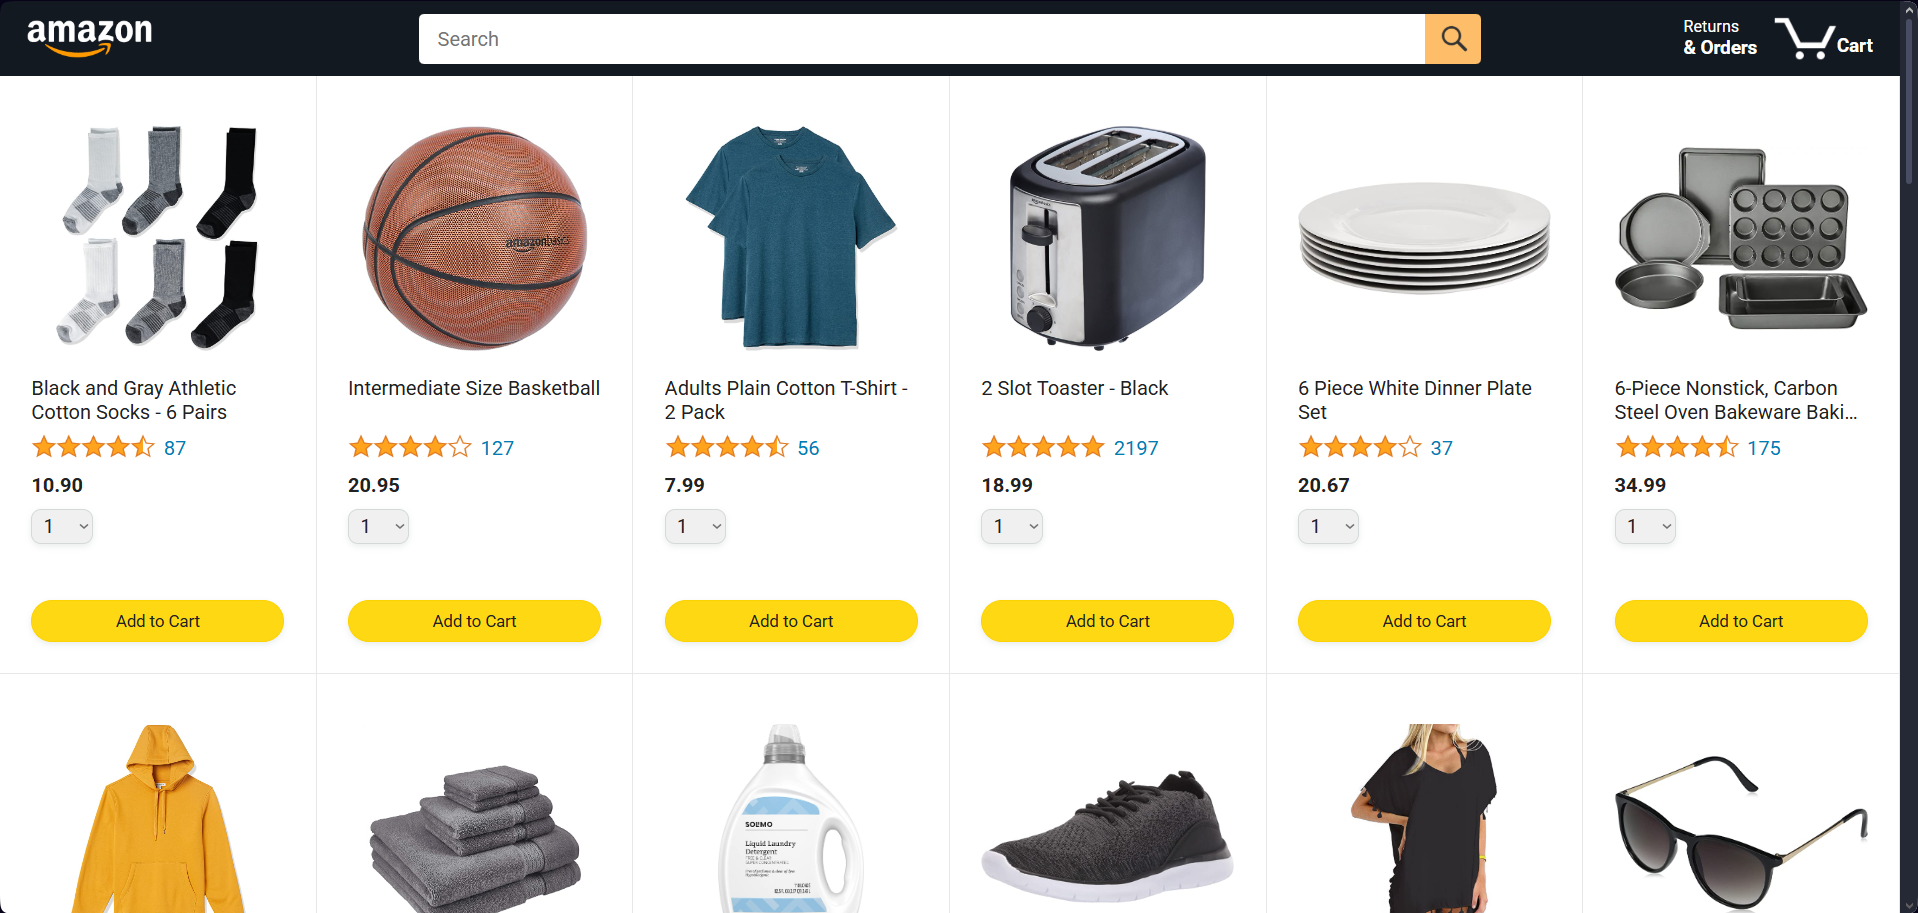 amazon
Search
Returns
& Orders
Cart
amazonbasics
Black and Gray Athletic
Cotton Socks - 6 Pairs
87
10.90
1
Add to Cart
Intermediate Size Basketball
127
20.95
1
Add to Cart
Adults Plain Cotton T-Shirt -
2 Pack
56
7.99
1
Add to Cart
2 Slot Toaster - Black
2197
18.99
1
Add to Cart
6 Piece White Dinner Plate
Set
37
20.67
1
Add to Cart
6-Piece Nonstick, Carbon
Steel Oven Bakeware Baki...
175
34.99
1
Add to Cart
SOLIMO
Liquid Laundry
Detergent
FREE & CLEAR